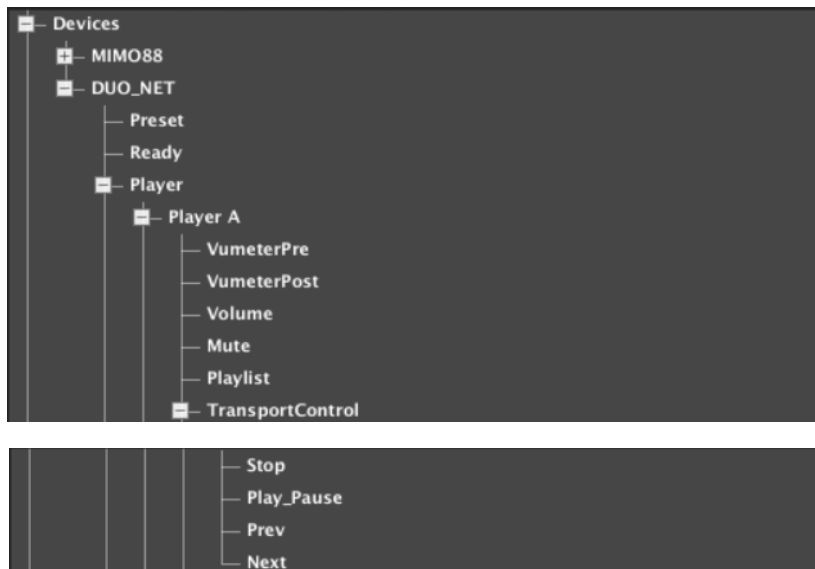 Devices
MIMO88
DUO_NET
Preset
Ready
Player
Player A
VumeterPre
VumeterPost
Volume
Mute
Playlist
TransportControl
Stop
Play_Pause
Prev
Next